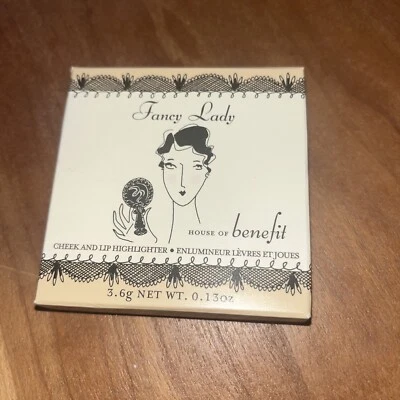 Fancy Lady
HOUSE OF benefit
CHEEK AND LIP HIGHLIGHTER • ENLUMINEUR LÈVRES ET JOUES
3.6g NET WT. 0.13oz